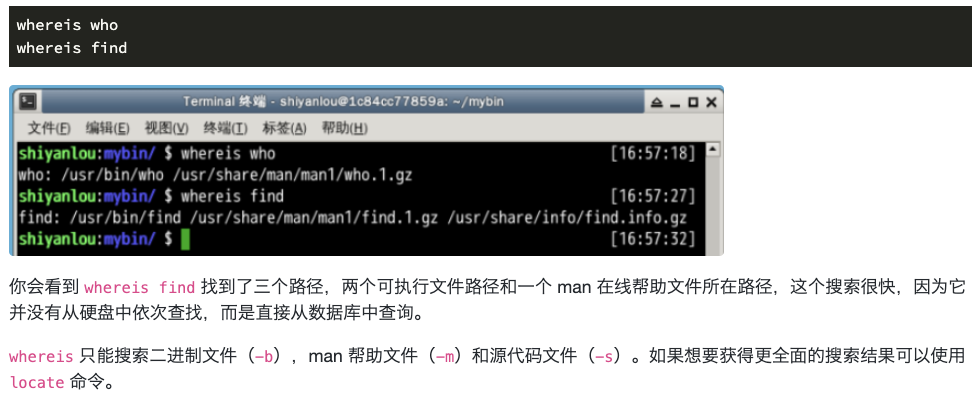 whereis who
whereis find
Terminal 终端 - shiyanlou@1c84cc77859a: ~/mybin
文件(F) 编辑(E) 视图(V) 终端(T) 标签(A) 帮助(H)
shiyanlou:mybin/ $ whereis who [16:57:18]
who: /usr/bin/who /usr/share/man/man1/who.1.gz
shiyanlou:mybin/ $ whereis find [16:57:27]
find: /usr/bin/find /usr/share/man/man1/find.1.gz /usr/share/info/find.info.gz
shiyanlou:mybin/ $ [16:57:32]
你会看到 whereis find 找到了三个路径，两个可执行文件路径和一个 man 在线帮助文件所在路径，这个搜索很快，因为它
并没有从硬盘中依次查找，而是直接从数据库中查询。
whereis 只能搜索二进制文件（-b），man 帮助文件（-m）和源代码文件（-s）。如果想要获得更全面的搜索结果可以使用
locate 命令。